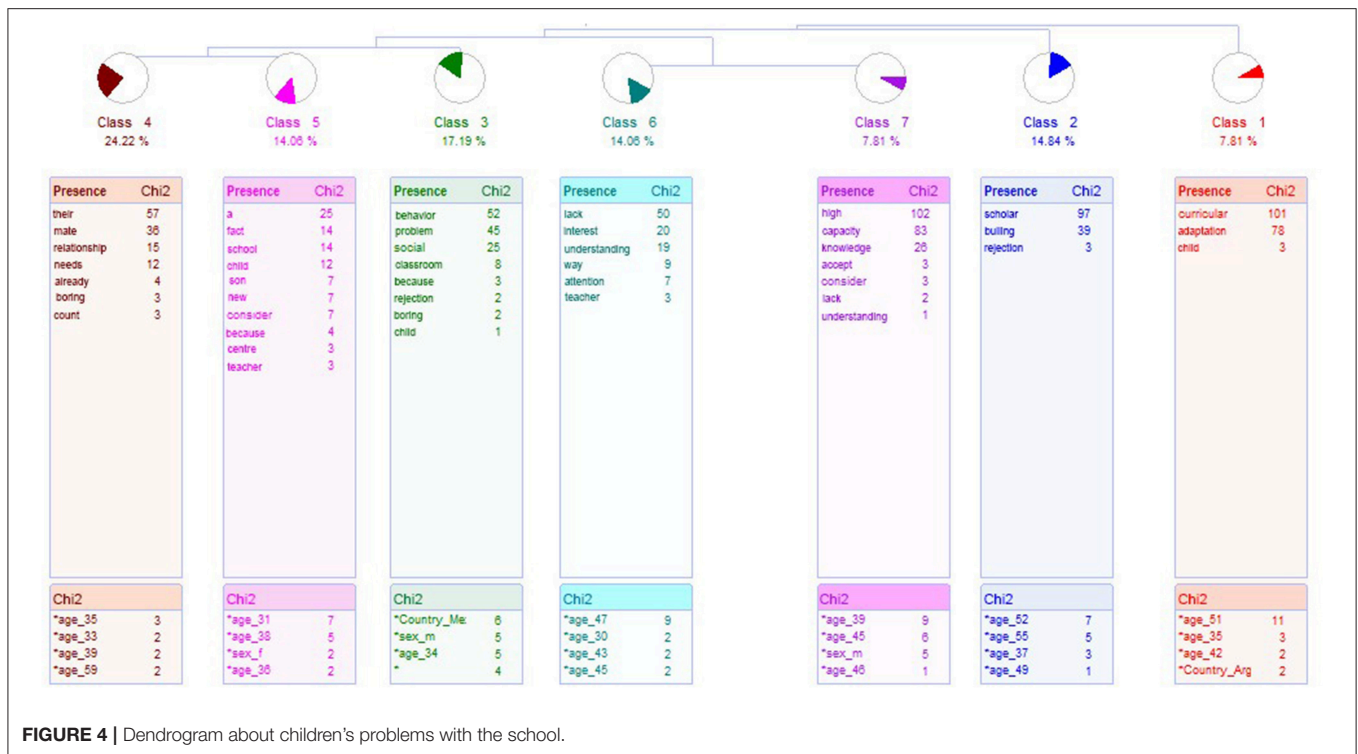 Class 4
24.22 %
Presence Chi2
their 57
mate 36
relationship 15
needs 12
already 4
boring 3
count 3
Chi2
*age_35 3
*age_33 2
*age_39 2
*age_59 2
Class 5
14.06 %
Presence Chi2
a 25
fact 14
school 14
child 12
son 7
new 7
consider 7
because 4
centre 3
teacher 3
Chi2
*age_31 7
*age_38 5
*sex_f 2
*age_36 2
Class 3
17.19 %
Presence Chi2
behavior 52
problem 45
social 25
classroom 8
because 3
rejection 2
boring 2
child 1
Chi2
*Country_Me: 6
*sex_m 5
*age_34 5
* 4
Class 6
14.06 %
Presence Chi2
lack 50
interest 20
understanding 19
way 9
attention 7
teacher 3
Chi2
*age_47 9
*age_30 2
*age_43 2
*age_45 2
Class 7
7.81 %
Presence Chi2
high 102
capacity 83
knowledge 26
accept 3
consider 3
lack 2
understanding 1
Chi2
*age_39 9
*age_45 6
*sex_m 5
*age_46 1
Class 2
14.84 %
Presence Chi2
scholar 97
bulling 39
rejection 3
Chi2
*age_52 7
*age_55 5
*age_37 3
*age_49 1
Class 1
7.81 %
Presence Chi2
curricular 101
adaptation 78
child 3
Chi2
*age_51 11
*age_35 3
*age_42 2
*Country_Arg 2
FIGURE 4 | Dendrogram about children's problems with the school.